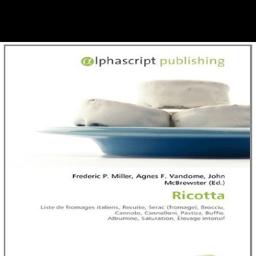 alphascript publishing
Frederic P. Miller, Agnes F. Vandome, John
McBrewster (Ed.)
Ricotta
Liste de fromages italiens, Recuite, Serac (fromage), Brocciu,
Cannolo, Cannelloni, Pastiza, Buffle,
Albumine, Saturation, Élevage intensif